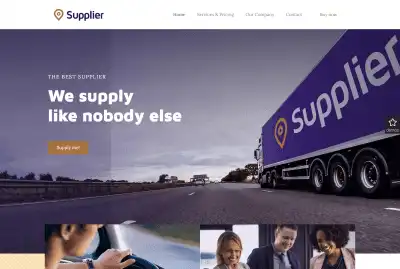 Supplier
Home Services & Pricing Our Company Contact Buy now
THE BEST SUPPLIER
We supply
like nobody else
Supply me!
Supplier
demos